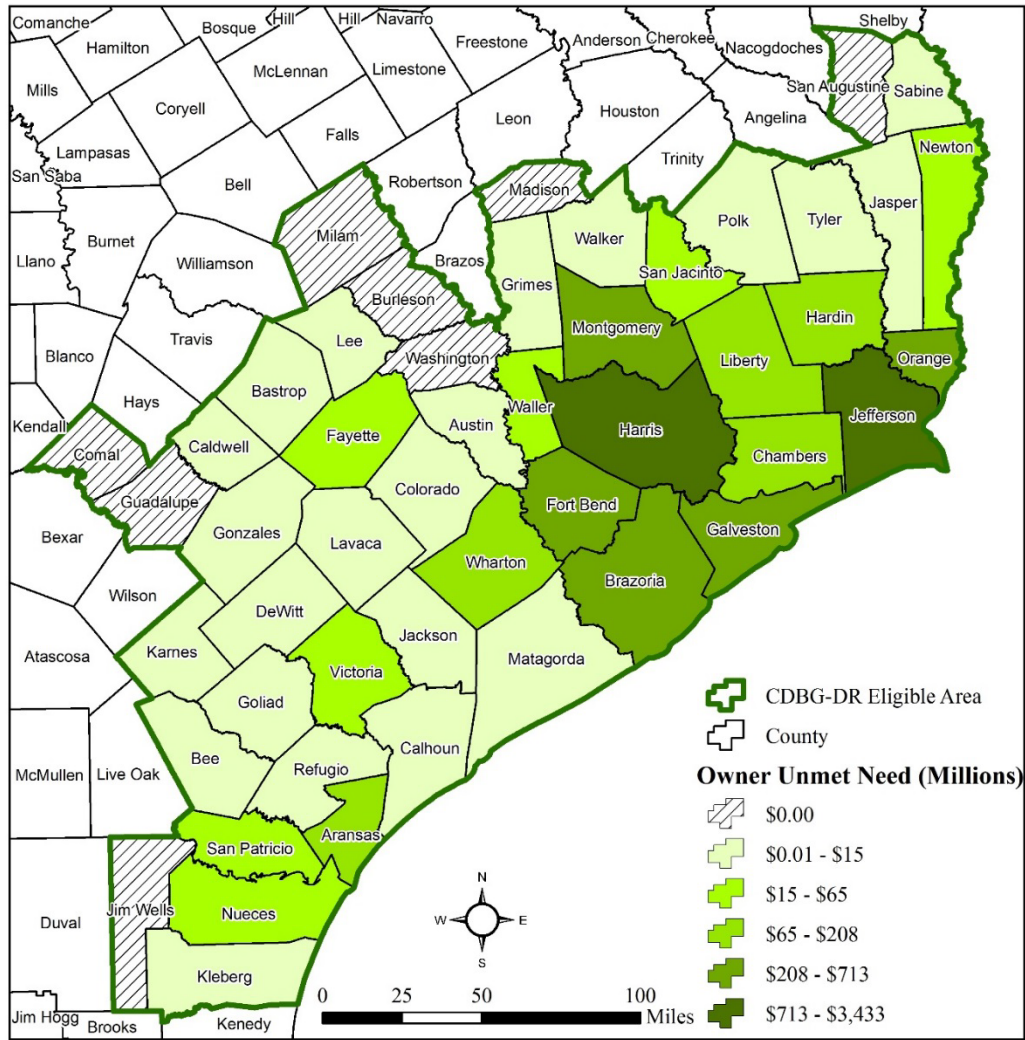 Comanche
Hill
Bosque
Hill
Navarro
Freestone
Anderson
Cherokee
Nacogdoches
Shelby
Hamilton
McLennan
Limestone
San Augustine
Sabine
Mills
Coryell
Leon
Houston
Angelina
Falls
Newton
Lampasas
San Saba
Bell
Robertson
Madison
Trinity
Jasper
Polk
Tyler
Burnet
Milam
Walker
Llano
Williamson
Brazos
San Jacinto
Grimes
Burleson
Hardin
Montgomery
Travis
Lee
Washington
Orange
Blanco
Liberty
Bastrop
Hays
Waller
Jefferson
Kendall
Austin
Harris
Fayette
Caldwell
Comal
Chambers
Colorado
Guadalupe
Fort Bend
Galveston
Bexar
Gonzales
Lavaca
Wharton
Brazoria
Wilson
DeWitt
Jackson
Atascosa
Karnes
Matagorda
Victoria
Goliad
Calhoun
Bee
Refugio
McMullen
Live Oak
Aransas
San Patricio
Jim Wells
Nueces
Duval
Kleberg
Jim Hogg
Brooks
Kenedy
CDBG-DR Eligible Area
County
Owner Unmet Need (Millions)
$0.00
$0.01 - $15
$15 - $65
$65 - $208
$208 - $713
$713 - $3,433
N
W E
S
0 25 50 100
Miles